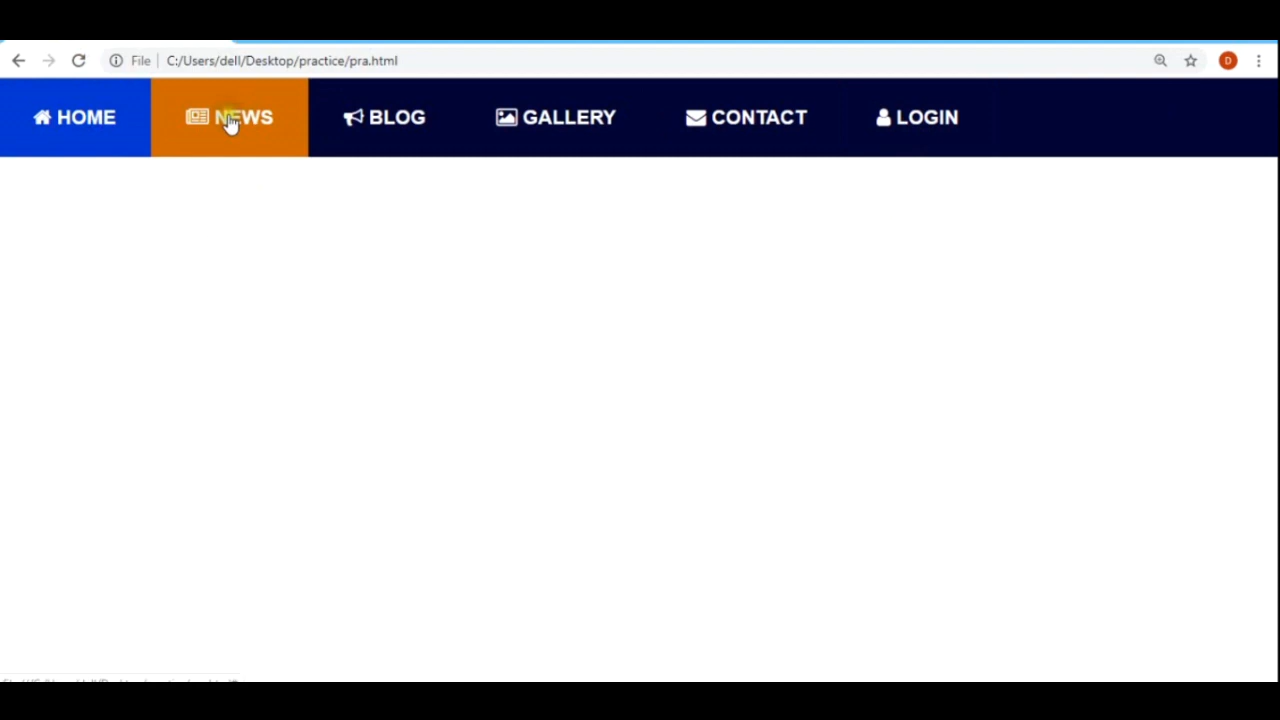 File | C:/Users/dell/Desktop/practice/pra.html
D
HOME NEWS BLOG GALLERY CONTACT LOGIN